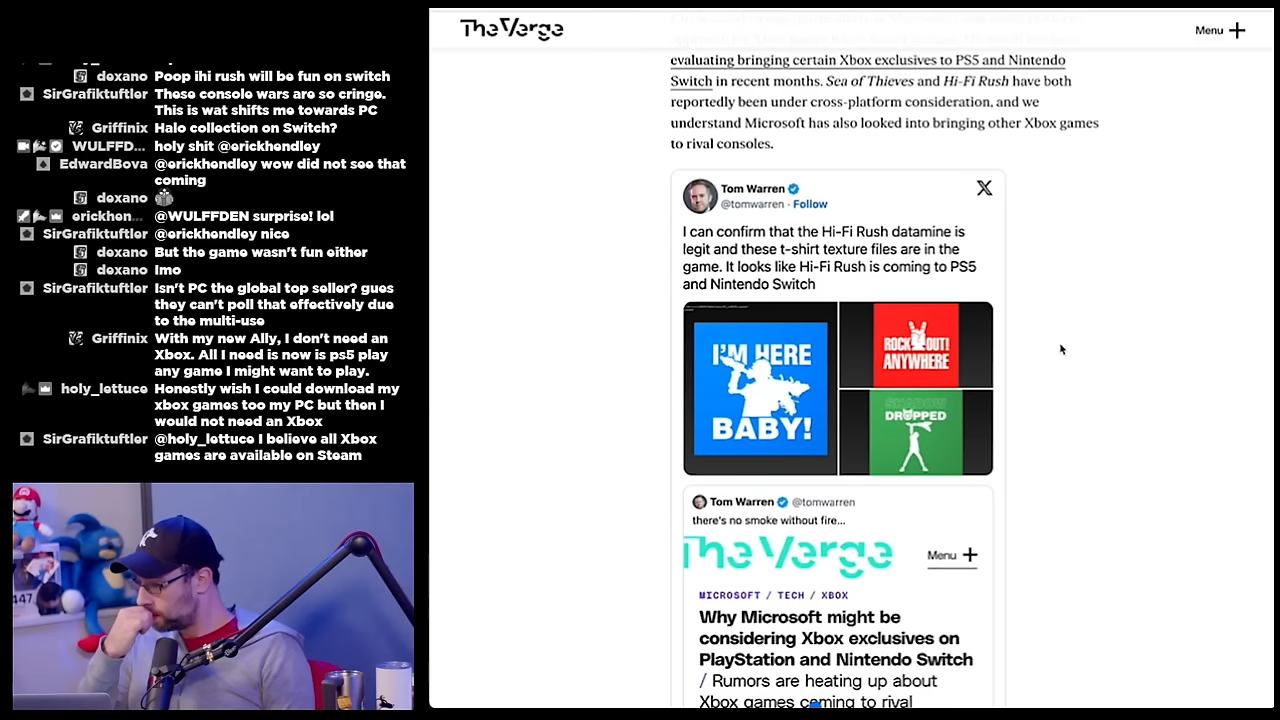 dexano Poop ihi rush will be fun on switch
SirGrafiktuftler These console wars are so cringe.
This is wat shifts me towards PC
Griffinix Halo collection on Switch?
WULFFD... holy shit @erickhendley
EdwardBova @erickhendley wow did not see that
coming
dexano
erickhen... @WULFFDEN surprise! lol
SirGrafiktuftler @erickhendley nice
dexano But the game wasn't fun either
dexano Imo
SirGrafiktuftler Isn't PC the global top seller? gues
they can't poll that effectively due
to the multi-use
Griffinix With my new Ally, I don't need an
Xbox. All I need is now is ps5 play
any game I might want to play.
holy_lettuce Honestly wish I could download my
xbox games too my PC but then I
would not need an Xbox
SirGrafiktuftler @holy_lettuce I believe all Xbox
games are available on Steam
447
The Verge
Menu
evaluating bringing certain Xbox exclusives to PS5 and Nintendo
Switch in recent months. Sea of Thieves and Hi-Fi Rush have both
reportedly been under cross-platform consideration, and we
understand Microsoft has also looked into bringing other Xbox games
to rival consoles.
Tom Warren
@tomwarren · Follow
I can confirm that the Hi-Fi Rush datamine is
legit and these t-shirt texture files are in the
game. It looks like Hi-Fi Rush is coming to PS5
and Nintendo Switch
I'M HERE
BABY!
ROCK OUT!
ANYWHERE
SHADOW
DROPPED
Tom Warren @tomwarren
there's no smoke without fire...
The Verge
Menu
MICROSOFT / TECH / XBOX
Why Microsoft might be
considering Xbox exclusives on
PlayStation and Nintendo Switch
/ Rumors are heating up about
Xbox games coming to rival